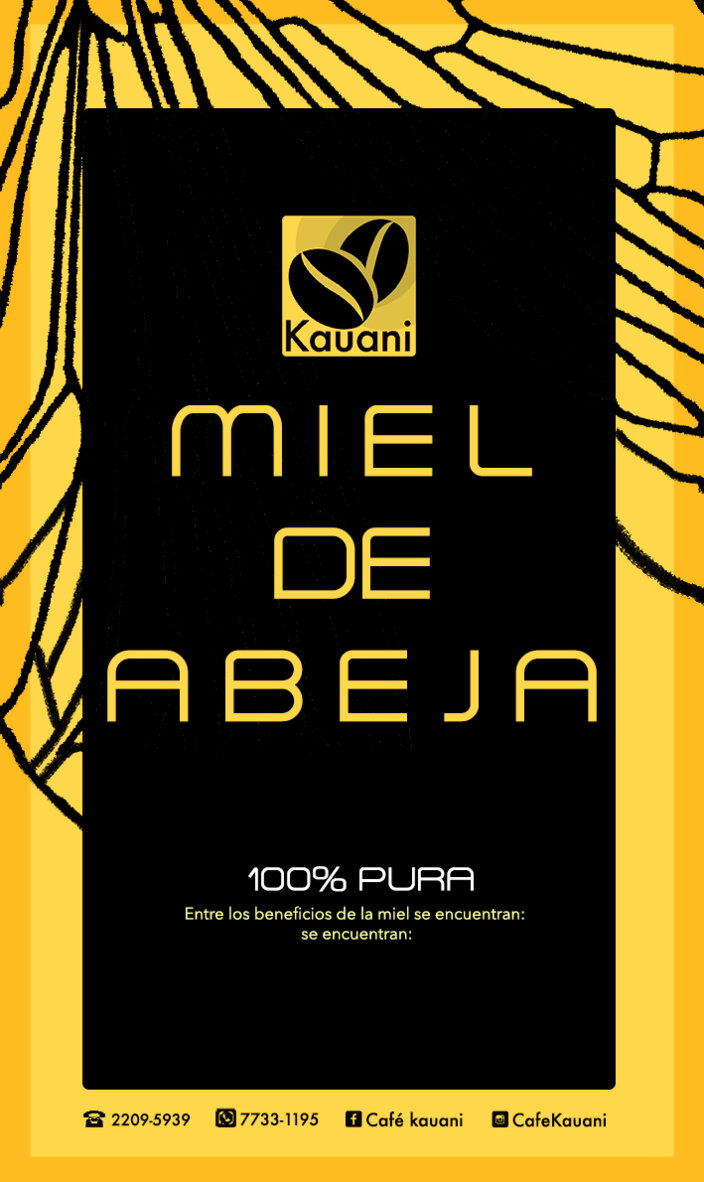 Kauani
MIEL
DE
ABEJA
100% PURA
Entre los beneficios de la miel se encuentran:
se encuentran:
2209-5939 7733-1195 Café kauani CafeKauani